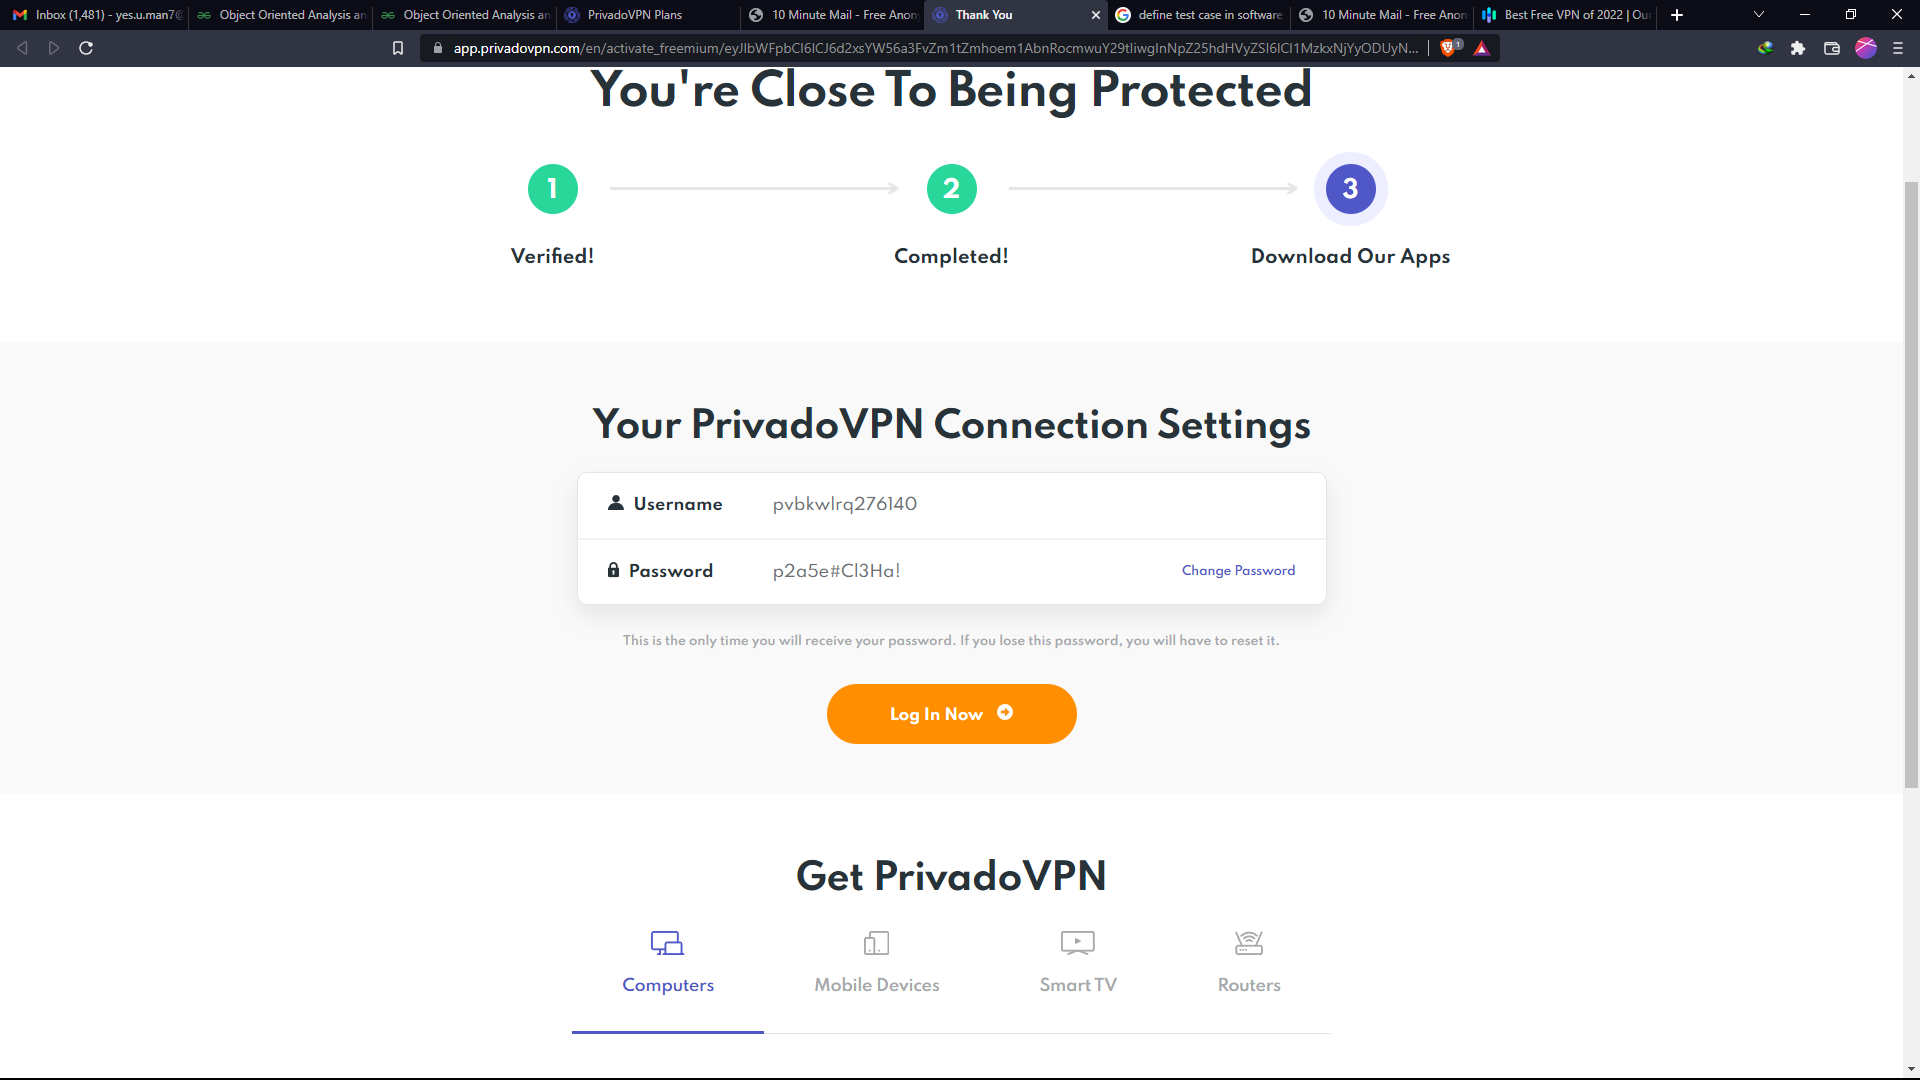 Inbox (1,481) - yes.u.man7@
Object Oriented Analysis an
Object Oriented Analysis an
PrivadoVPN Plans
10 Minute Mail - Free Anon
Thank You
define test case in software
10 Minute Mail - Free Anon
Best Free VPN of 2022 | Ou
app.privadovpn.com/en/activate_freemium/
You're Close To Being Protected
1
2
3
Verified!
Completed!
Download Our Apps
Your PrivadoVPN Connection Settings
Username pvbkwlrq276140
Password p2a5e#Cl3Ha! Change Password
This is the only time you will receive your password. If you lose this password, you will have to reset it.
Log In Now
Get PrivadoVPN
Computers
Mobile Devices
Smart TV
Routers